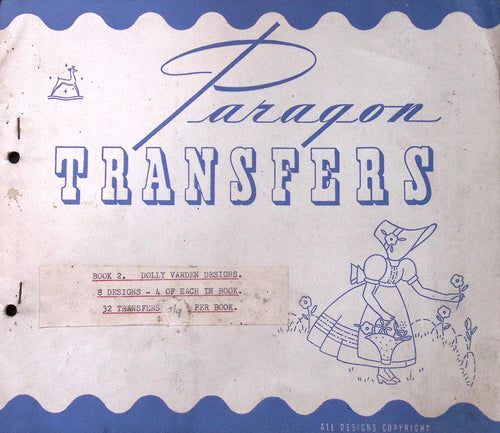 Paragon
TRANSFERS
BOOK 2. DOLLY VARDEN DESIGNS.
8 DESIGNS - 4 OF EACH IN BOOK.
32 TRANSFERS 7/9 PER BOOK.
ALL DESIGNS COPYRIGHT